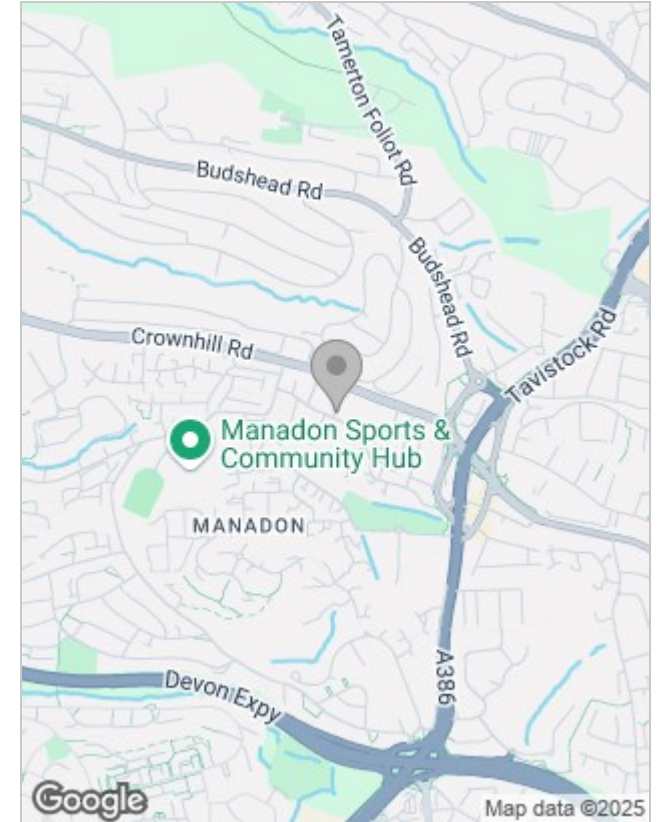 Tamerton Foliot Rd
Budshead Rd
Budshead Rd
Tavistock Rd
Crownhill Rd
Manadon Sports &
Community Hub
MANADON
A386
Devon Expy
Google
Map data ©2025